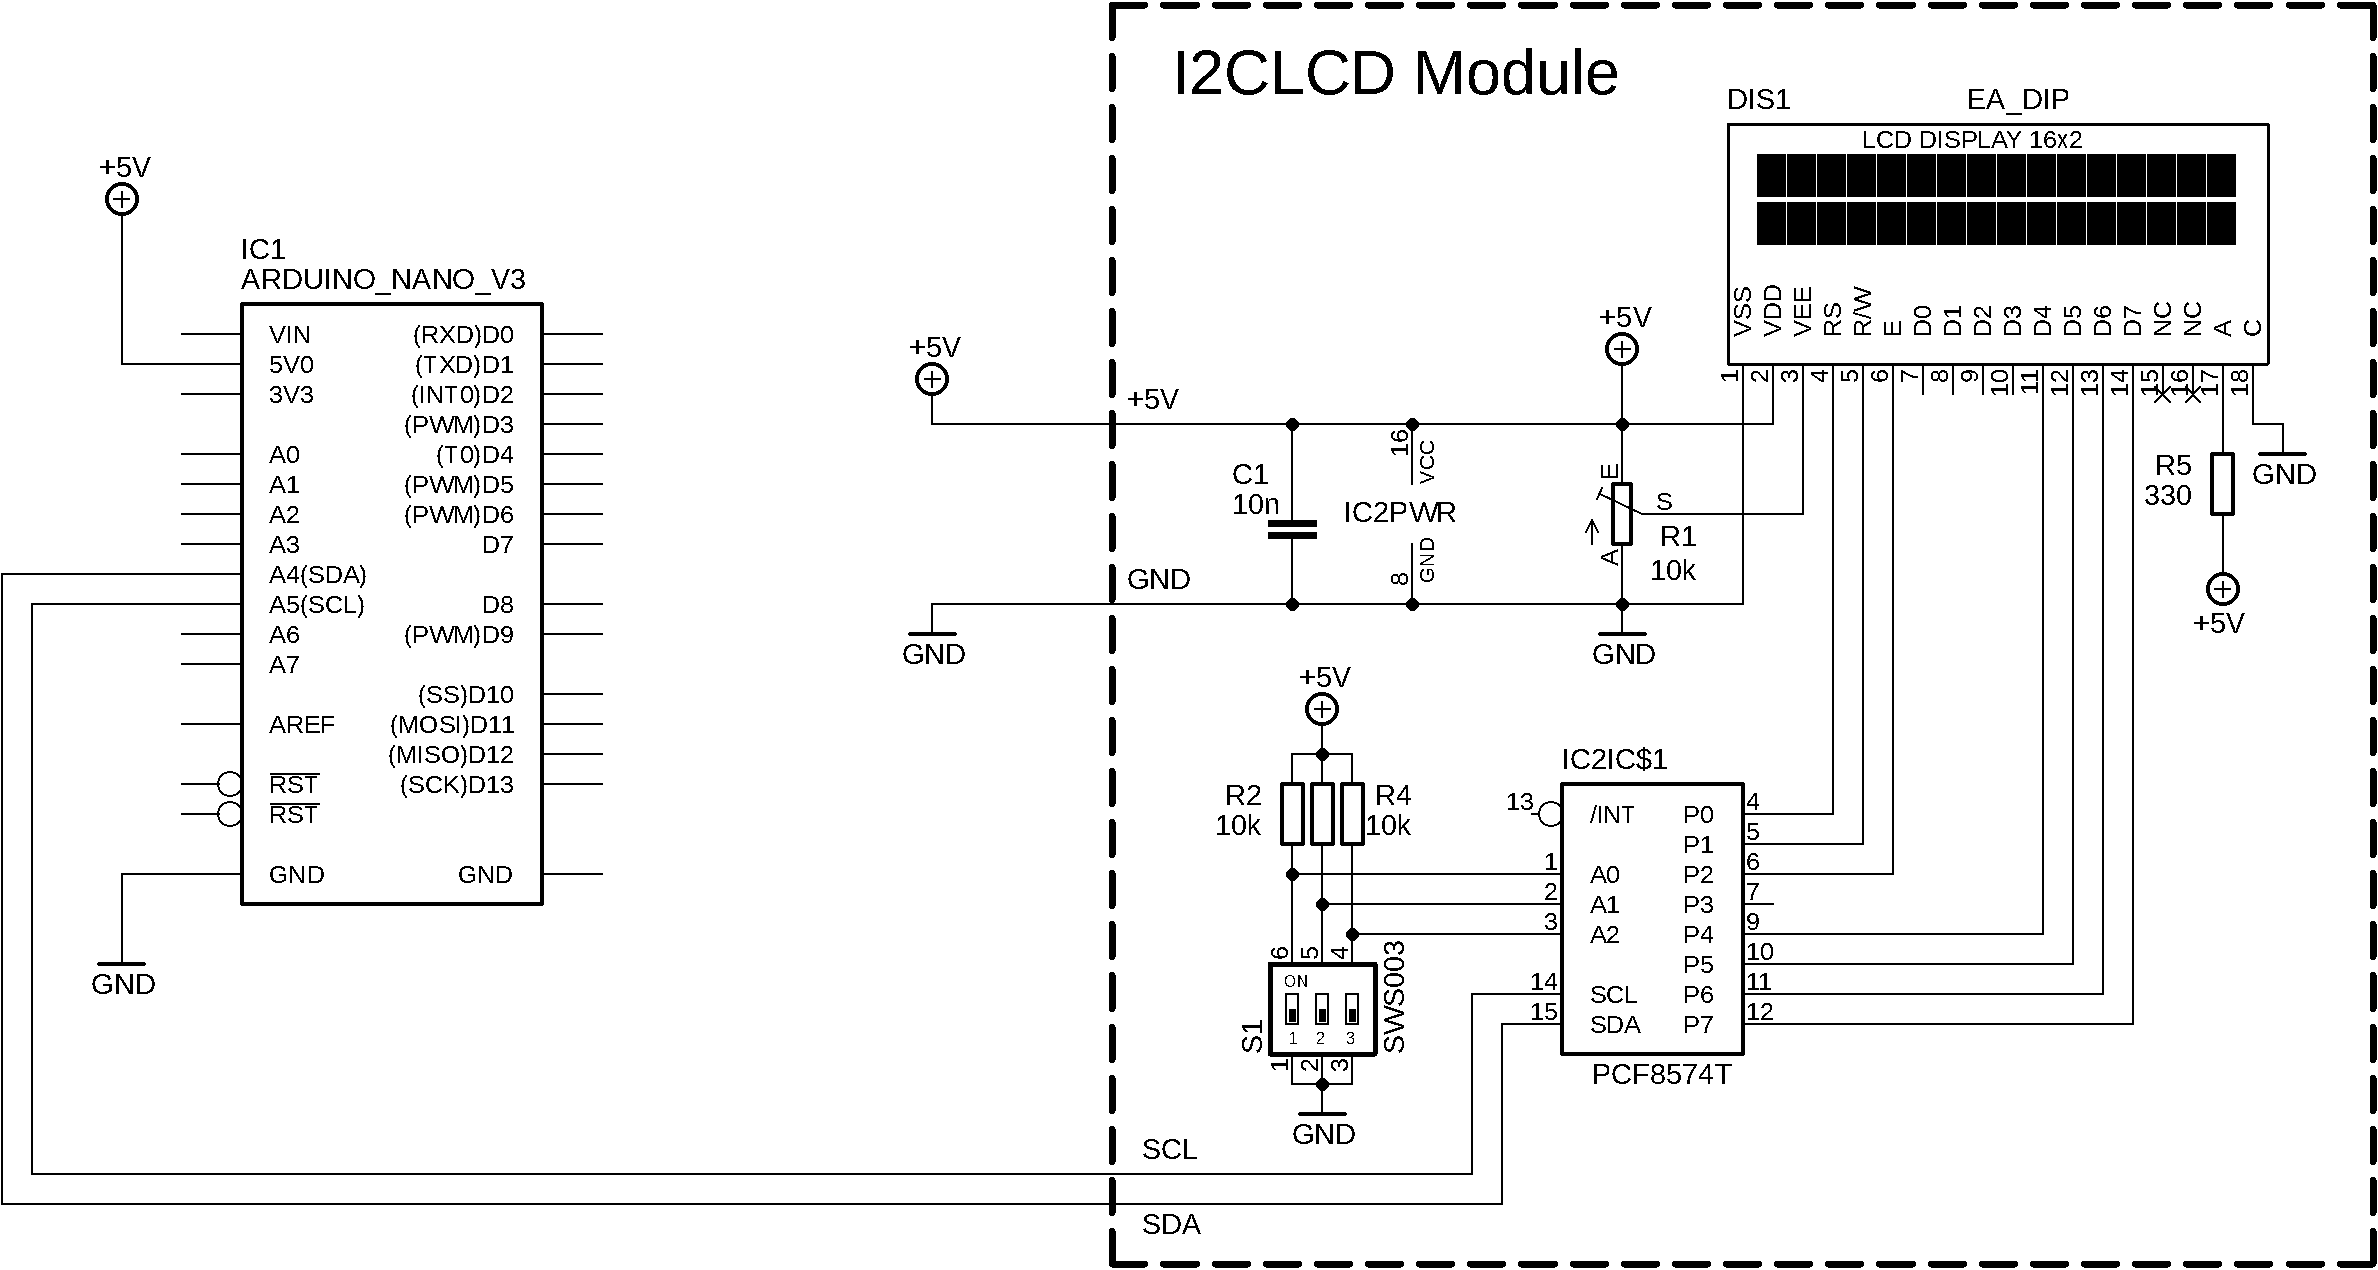 I2CLCD Module
DIS1 EA_DIP
LCD DISPLAY 16x2
VSS VDD VEE RS R/W E D0 D1 D2 D3 D4 D5 D6 D7 NC NC A C
1 2 3 4 5 6 7 8 9 10 11 12 13 14 15 16 17 18
+5V
IC1
ARDUINO_NANO_V3
VIN (RXD)D0
5V0 (TXD)D1
3V3 (INT0)D2
(PWM)D3
A0 (T0)D4
A1 (PWM)D5
A2 (PWM)D6
A3 D7
A4(SDA)
A5(SCL) D8
A6 (PWM)D9
A7
(SS)D10
AREF (MOSI)D11
(MISO)D12
RST (SCK)D13
RST
GND GND
GND
+5V
+5V
+5V
C1
10n
16 VCC
IC2PWR
8 GND
E
S
A
R1
10k
GND
GND
GND
R5
330
GND
+5V
+5V
R2
10k
R4
10k
6 5 4
ON
1 2 3
1 2 3
S1
SWS003
GND
IC2IC$1
13 /INT P0 4
P1 5
1 A0 P2 6
2 A1 P3 7
3 A2 P4 9
P5 10
14 SCL P6 11
15 SDA P7 12
PCF8574T
SCL
SDA